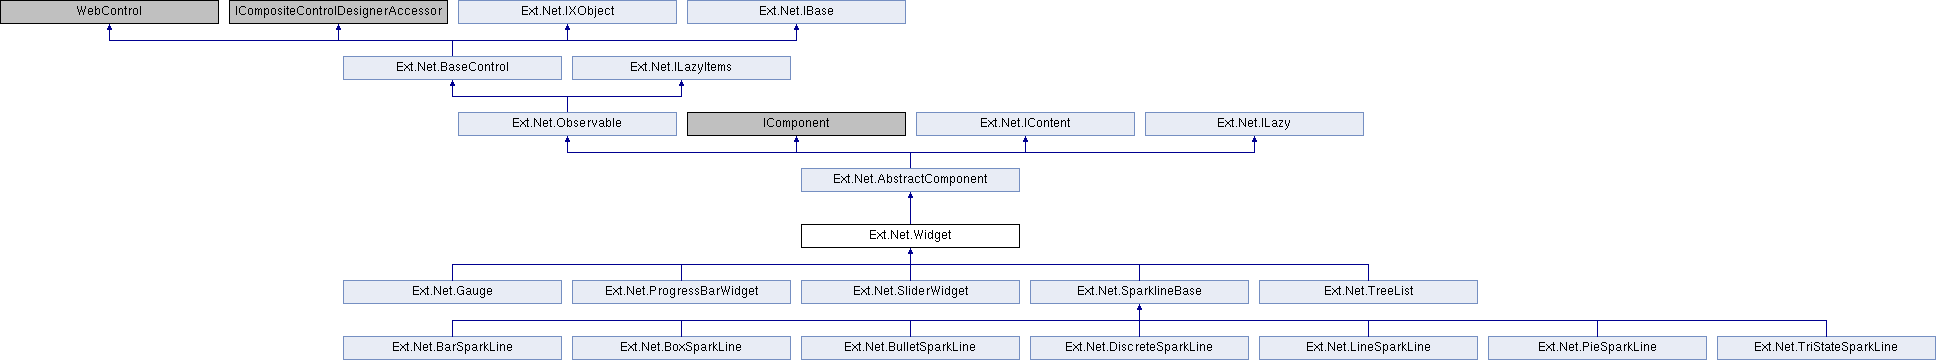 WebControl
ICompositeControlDesignerAccessor
Ext.Net.IXObject
Ext.Net.IBase
Ext.Net.BaseControl
Ext.Net.ILazyItems
Ext.Net.Observable
IComponent
Ext.Net.IContent
Ext.Net.ILazy
Ext.Net.AbstractComponent
Ext.Net.Widget
Ext.Net.Gauge
Ext.Net.ProgressBarWidget
Ext.Net.SliderWidget
Ext.Net.SparklineBase
Ext.Net.TreeList
Ext.Net.BarSparkLine
Ext.Net.BoxSparkLine
Ext.Net.BulletSparkLine
Ext.Net.DiscreteSparkLine
Ext.Net.LineSparkLine
Ext.Net.PieSparkLine
Ext.Net.TriStateSparkLine